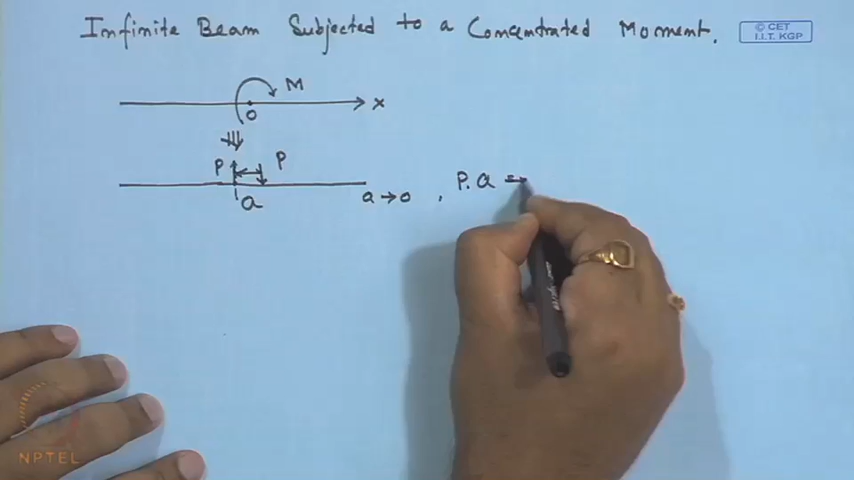 Infinite Beam Subjected to a Concentrated Moment.
© CET
I.I.T. KGP
M
O
x
P
P
a
a → 0 , P.a →
NPTEL